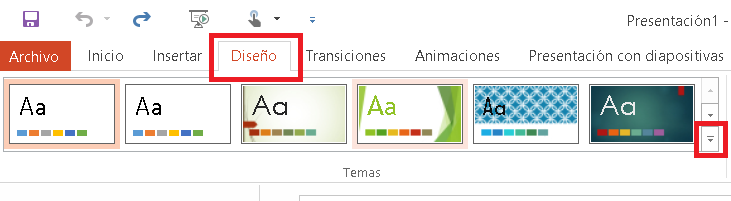 Presentación1 -
Archivo Inicio Insertar Diseño Transiciones Animaciones Presentación con diapositivas
Aa Aa Aa Aa Aa Aa
Temas